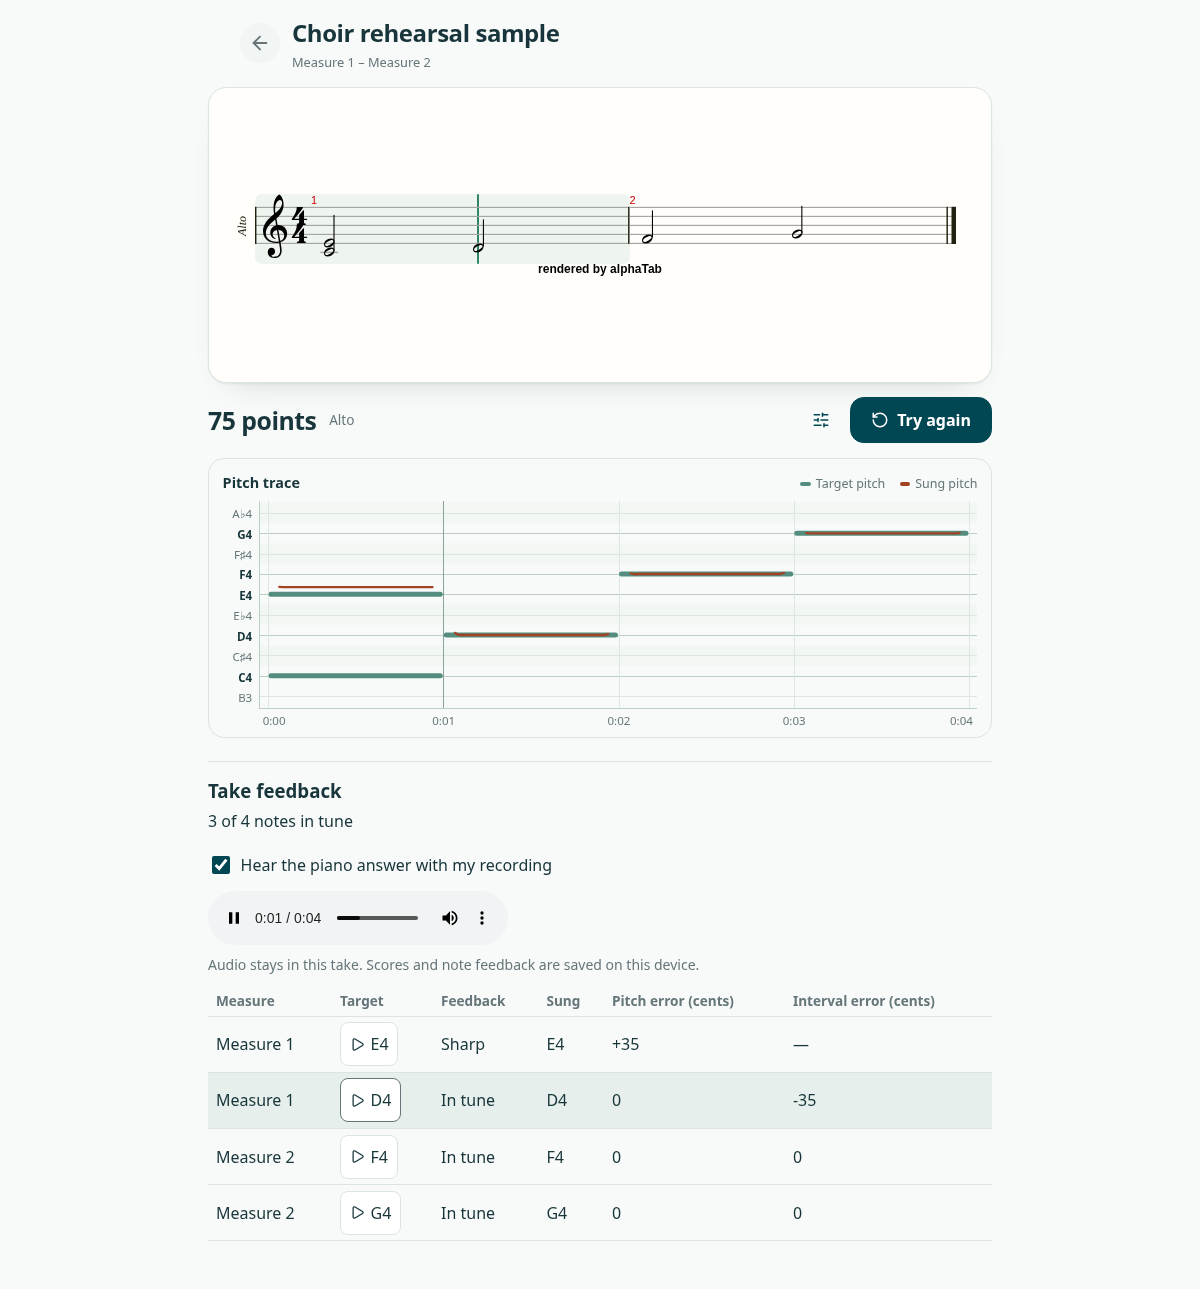 Choir rehearsal sample
Measure 1 – Measure 2
Alto
1
2
4
4
rendered by alphaTab
75 points Alto Try again
Pitch trace Target pitch Sung pitch
A♭4
G4
F♯4
F4
E4
E♭4
D4
C♯4
C4
B3
0:00 0:01 0:02 0:03 0:04
Take feedback
3 of 4 notes in tune
Hear the piano answer with my recording
0:01 / 0:04
Audio stays in this take. Scores and note feedback are saved on this device.
Measure Target Feedback Sung Pitch error (cents) Interval error (cents)
Measure 1 E4 Sharp E4 +35 —
Measure 1 D4 In tune D4 0 -35
Measure 2 F4 In tune F4 0 0
Measure 2 G4 In tune G4 0 0